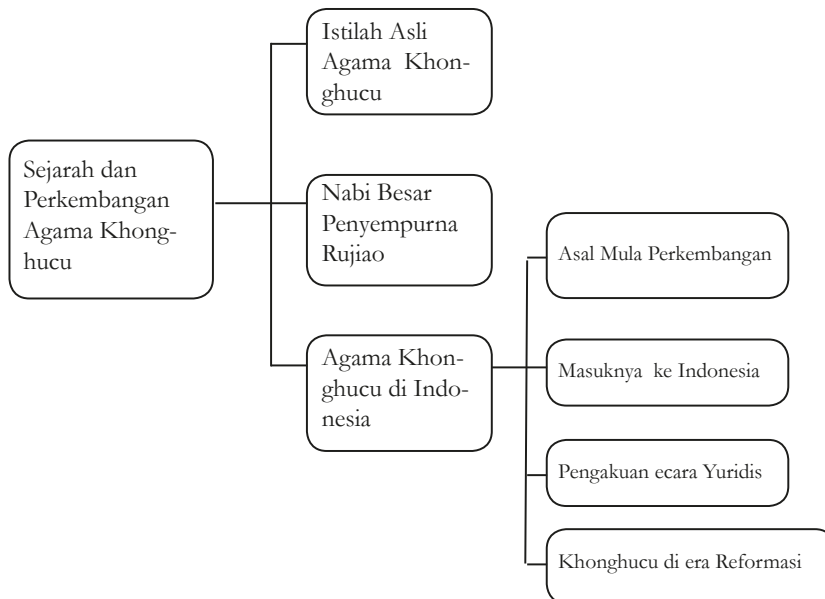 Sejarah dan
Perkembangan
Agama Khong-
hucu
Istilah Asli
Agama Khon-
ghucu
Nabi Besar
Penyempurna
Rujiao
Agama Khon-
ghucu di Indo-
nesia
Asal Mula Perkembangan
Masuknya ke Indonesia
Pengakuan ecara Yuridis
Khonghucu di era Reformasi